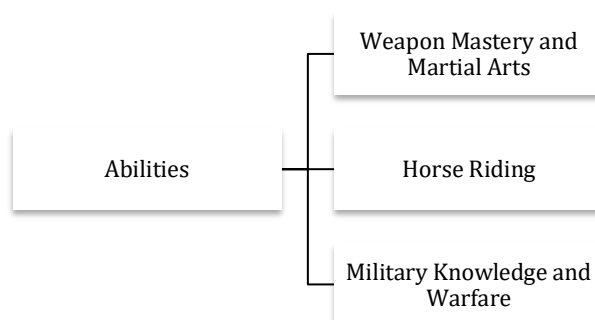 Weapon Mastery and
Martial Arts
Abilities
Horse Riding
Military Knowledge and
Warfare